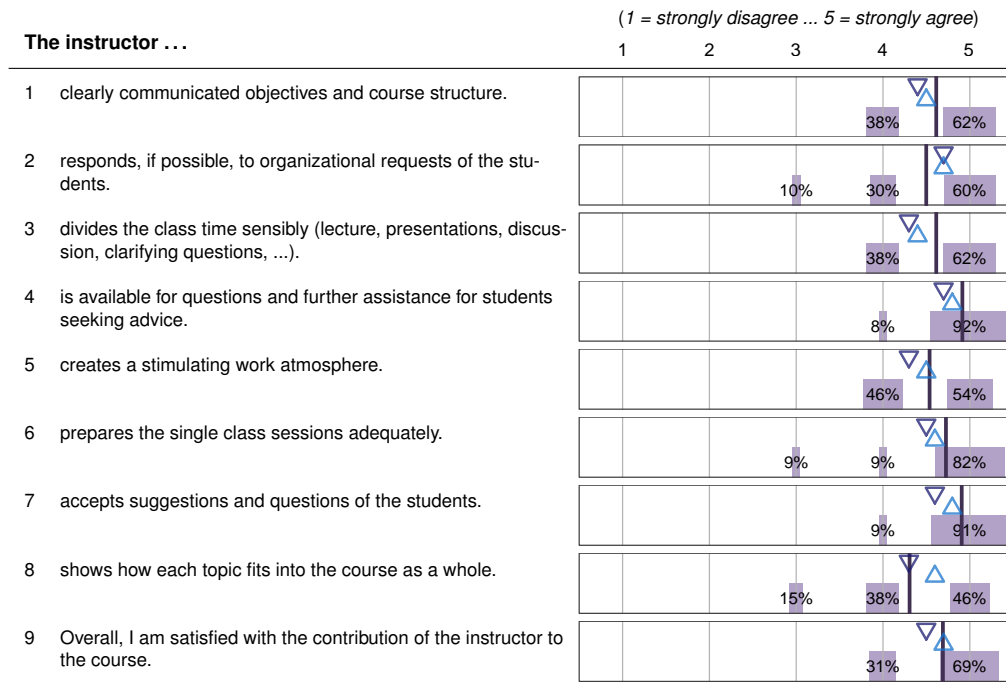 (1 = strongly disagree ... 5 = strongly agree)
The instructor ... 1 2 3 4 5
1 clearly communicated objectives and course structure.
38% 62%
2 responds, if possible, to organizational requests of the stu-
dents.
10% 30% 60%
3 divides the class time sensibly (lecture, presentations, discus-
sion, clarifying questions, ...).
38% 62%
4 is available for questions and further assistance for students
seeking advice.
8% 92%
5 creates a stimulating work atmosphere.
46% 54%
6 prepares the single class sessions adequately.
9% 9% 82%
7 accepts suggestions and questions of the students.
9% 91%
8 shows how each topic fits into the course as a whole.
15% 38% 46%
9 Overall, I am satisfied with the contribution of the instructor to
the course.
31% 69%